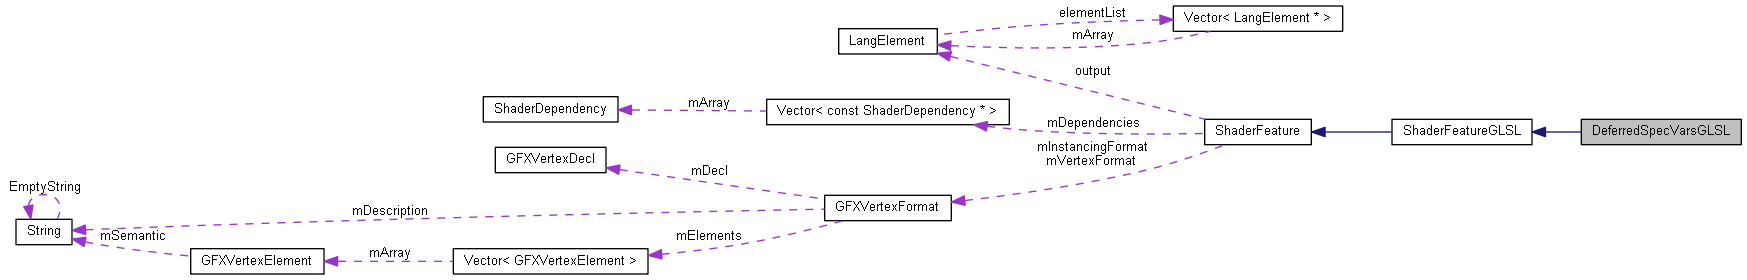 elementList
Vector< LangElement * >
mArray
LangElement
output
ShaderDependency
mArray
Vector< const ShaderDependency * >
mDependencies
ShaderFeature
ShaderFeatureGLSL
DeferredSpecVarsGLSL
mInstancingFormat
mVertexFormat
GFXVertexDecl
mDecl
EmptyString
String
mDescription
GFXVertexFormat
mSemantic
mElements
GFXVertexElement
mArray
Vector< GFXVertexElement >